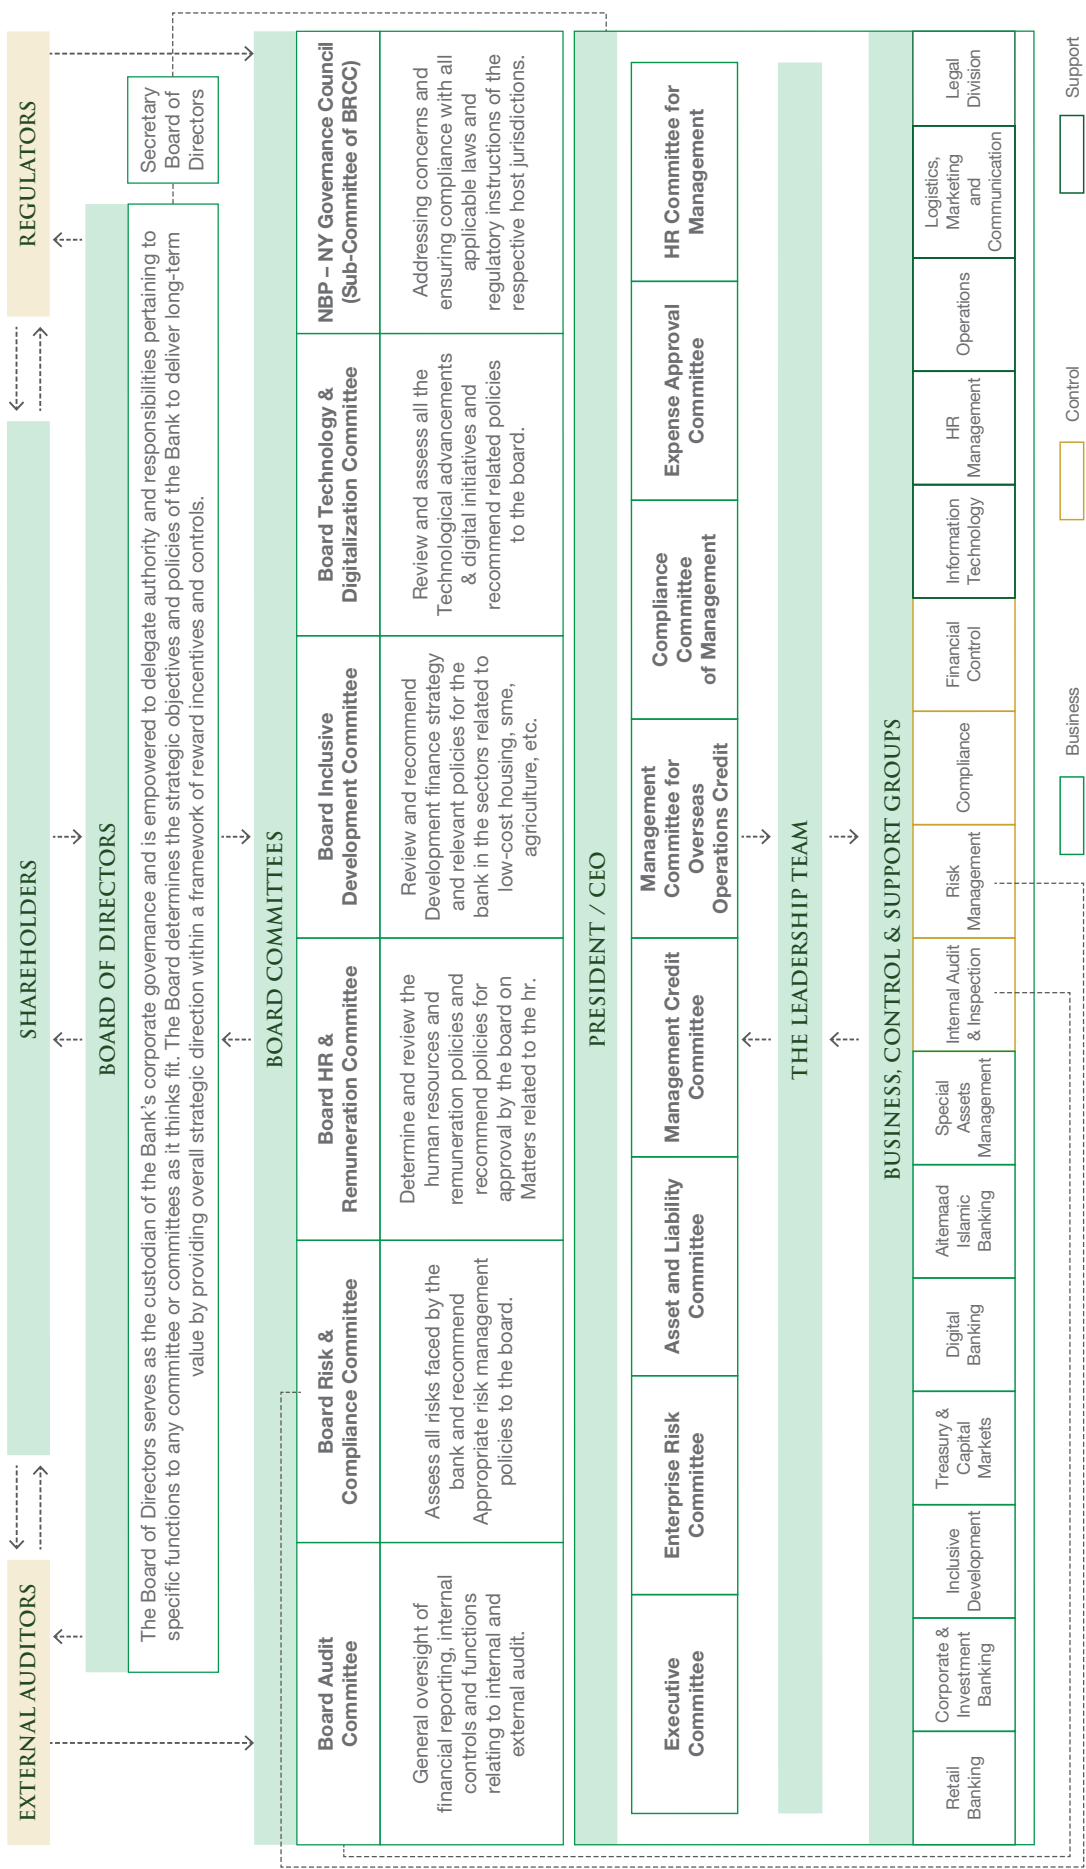 EXTERNAL AUDITORS
SHAREHOLDERS
REGULATORS
BOARD OF DIRECTORS
The Board of Directors serves as the custodian of the Bank's corporate governance and is empowered to delegate authority and responsibilities pertaining to
specific functions to any committee or committees as it thinks fit. The Board determines the strategic objectives and policies of the Bank to deliver long-term
value by providing overall strategic direction within a framework of reward incentives and controls.
Secretary
Board of
Directors
BOARD COMMITTEES
Board Audit
Committee
General oversight of
financial reporting, internal
controls and functions
relating to internal and
external audit.
Board Risk &
Compliance Committee
Assess all risks faced by the
bank and recommend
Appropriate risk management
policies to the board.
Board HR &
Remuneration Committee
Determine and review the
human resources and
remuneration policies and
recommend policies for
approval by the board on
Matters related to the hr.
Board Inclusive
Development Committee
Review and recommend
Development finance strategy
and relevant policies for the
bank in the sectors related to
low-cost housing, sme,
agriculture, etc.
Board Technology &
Digitalization Committee
Review and assess all the
Technological advancements
& digital initiatives and
recommend related policies
to the board.
NBP – NY Governance Council
(Sub-Committee of BRCC)
Addressing concerns and
ensuring compliance with all
applicable laws and
regulatory instructions of the
respective host jurisdictions.
PRESIDENT / CEO
Executive
Committee
Enterprise Risk
Committee
Asset and Liability
Committee
Management Credit
Committee
Management
Committee for
Overseas
Operations Credit
Compliance
Committee
of Management
Expense Approval
Committee
HR Committee for
Management
THE LEADERSHIP TEAM
BUSINESS, CONTROL & SUPPORT GROUPS
Retail
Banking
Corporate &
Investment
Banking
Inclusive
Development
Treasury &
Capital
Markets
Digital
Banking
Aitemaad
Islamic
Banking
Special
Assets
Management
Internal Audit
& Inspection
Risk
Management
Compliance
Financial
Control
Information
Technology
HR
Management
Operations
Logistics,
Marketing
and
Communication
Legal
Division
Business
Control
Support